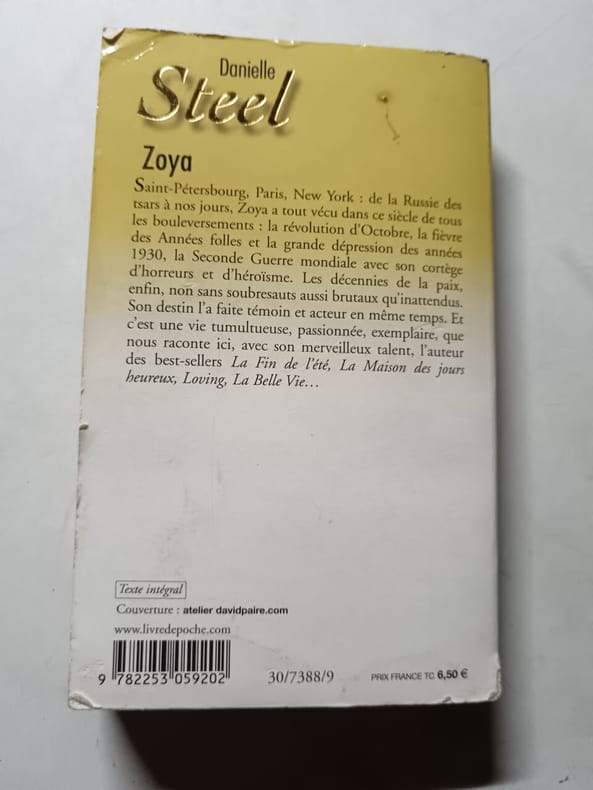 Danielle
Steel
Zoya
Saint-Pétersbourg, Paris, New York : de la Russie des
tsars à nos jours, Zoya a tout vécu dans ce siècle de tous
les bouleversements : la révolution d'Octobre, la fièvre
des Années folles et la grande dépression des années
1930, la Seconde Guerre mondiale avec son cortège
d'horreurs et d'héroïsme. Les décennies de la paix,
enfin, non sans soubresauts aussi brutaux qu'inattendus.
Son destin l'a faite témoin et acteur en même temps. Et
c'est une vie tumultueuse, passionnée, exemplaire, que
nous raconte ici, avec son merveilleux talent, l'auteur
des best-sellers La Fin de l'été, La Maison des jours
heureux, Loving, La Belle Vie…
Texte intégral
Couverture : atelier davidpaire.com
www.livredepoche.com
9 782253 059202
30/7388/9
PRIX FRANCE TC 6,50 €